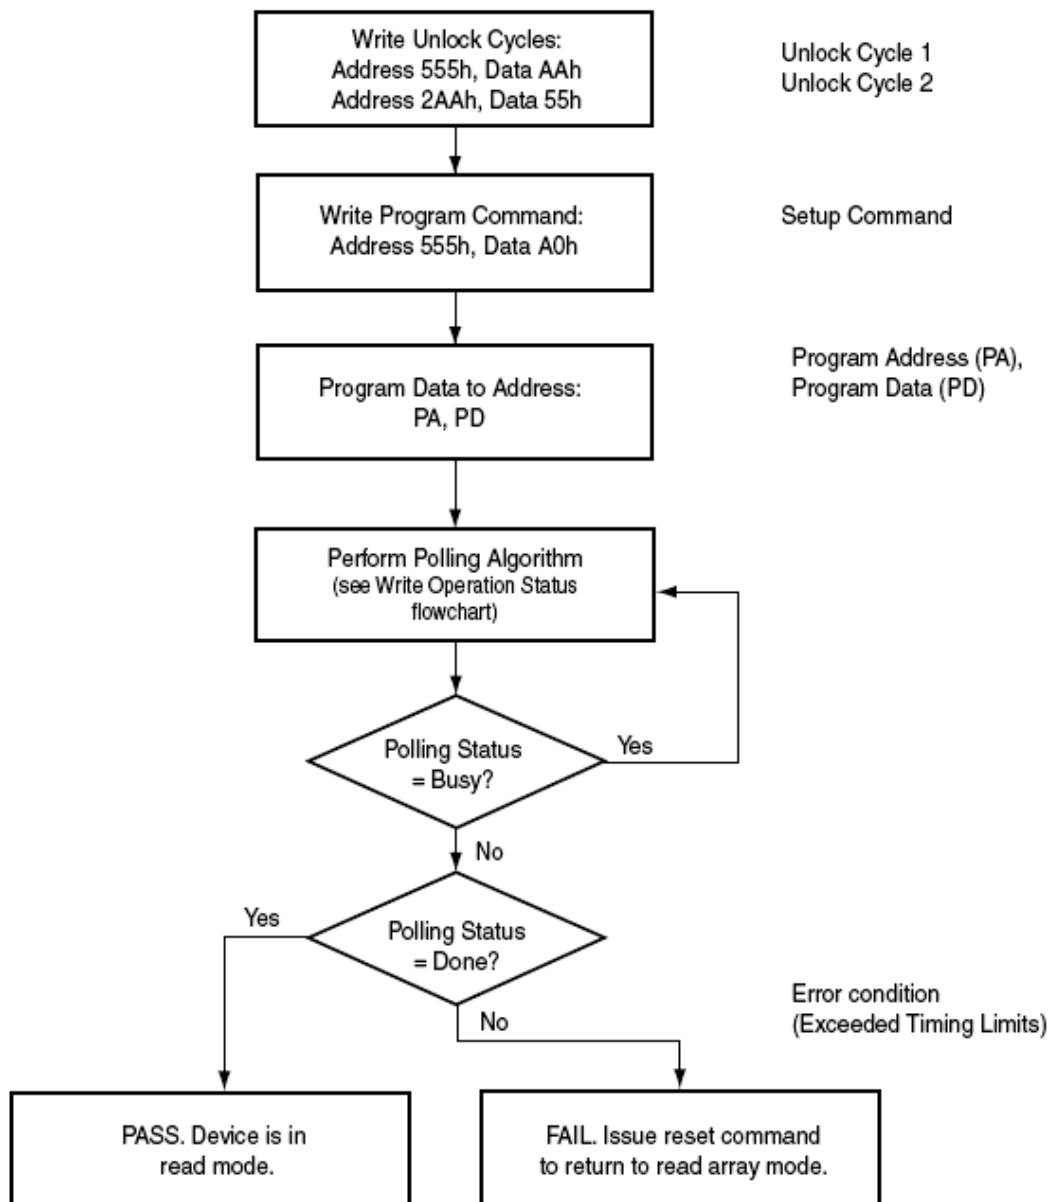 Write Unlock Cycles:
Address 555h, Data AAh
Address 2AAh, Data 55h
Unlock Cycle 1
Unlock Cycle 2
Write Program Command:
Address 555h, Data A0h
Setup Command
Program Data to Address:
PA, PD
Program Address (PA),
Program Data (PD)
Perform Polling Algorithm
(see Write Operation Status
flowchart)
Polling Status
= Busy?
Yes
No
Polling Status
= Done?
Yes
No
Error condition
(Exceeded Timing Limits)
PASS. Device is in
read mode.
FAIL. Issue reset command
to return to read array mode.